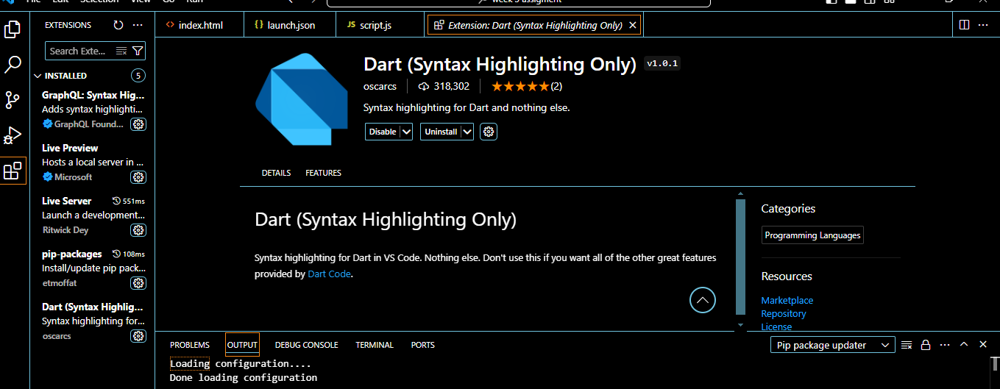 File Edit Selection View Go Run
week 5 assigment
EXTENSIONS
Search Exte...
INSTALLED 5
GraphQL: Syntax Hig...
Adds syntax highlighti...
GraphQL Found...
Live Preview
Hosts a local server in ...
Microsoft
Live Server 551ms
Launch a development...
Ritwick Dey
pip-packages 108ms
Install/update pip pack...
etmoffat
Dart (Syntax Highlig...
Syntax highlighting for...
oscarcs
<> index.html
{} launch.json
JS script.js
Extension: Dart (Syntax Highlighting Only)
Dart (Syntax Highlighting Only) v1.0.1
oscarcs 318,302 (2)
Syntax highlighting for Dart and nothing else.
Disable Uninstall
DETAILS FEATURES
Dart (Syntax Highlighting Only)
Syntax highlighting for Dart in VS Code. Nothing else. Don't use this if you want all of the other great features
provided by Dart Code.
Categories
Programming Languages
Resources
Marketplace
Repository
License
PROBLEMS OUTPUT DEBUG CONSOLE TERMINAL PORTS
Pip package updater
Loading configuration....
Done loading configuration